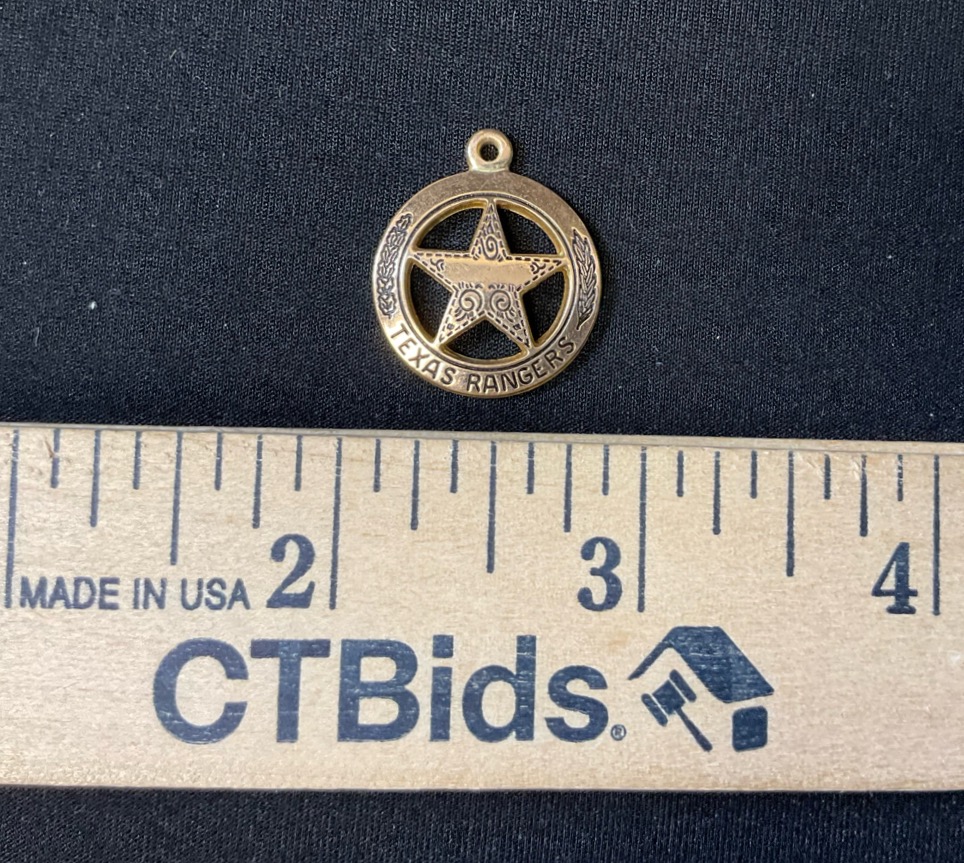 TEXAS RANGERS
2 3 4
MADE IN USA
CTBids®